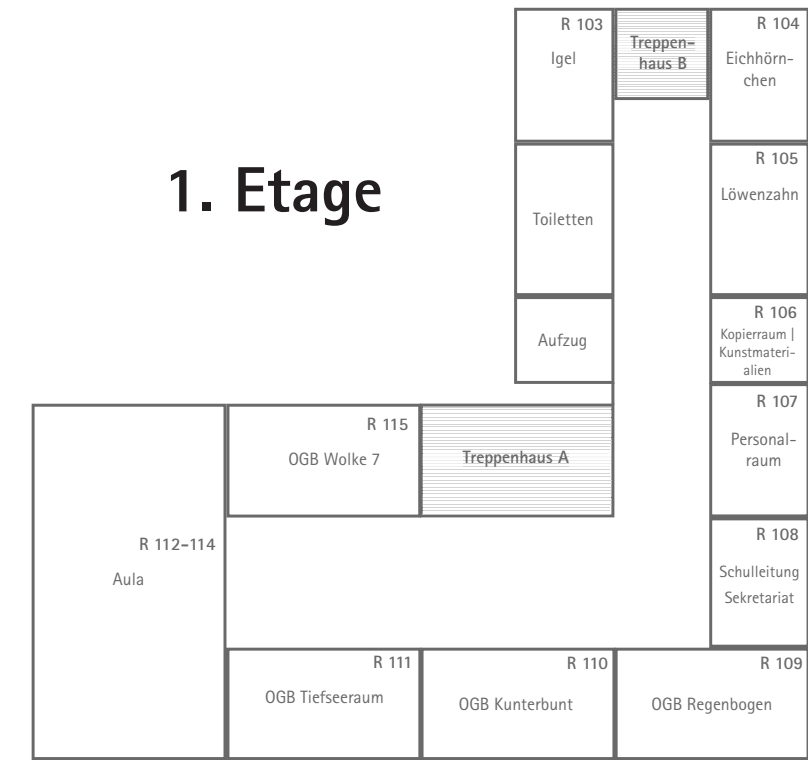 R 103
Igel
Treppen-
haus B
R 104
Eichhörn-
chen
1. Etage
Toiletten
R 105
Löwenzahn
Aufzug
R 106
Kopierraum |
Kunstmateri-
alien
R 107
Personal-
raum
R 115
OGB Wolke 7
Treppenhaus A
R 108
Schulleitung
Sekretariat
R 112-114
Aula
R 111
OGB Tiefseeraum
R 110
OGB Kunterbunt
R 109
OGB Regenbogen